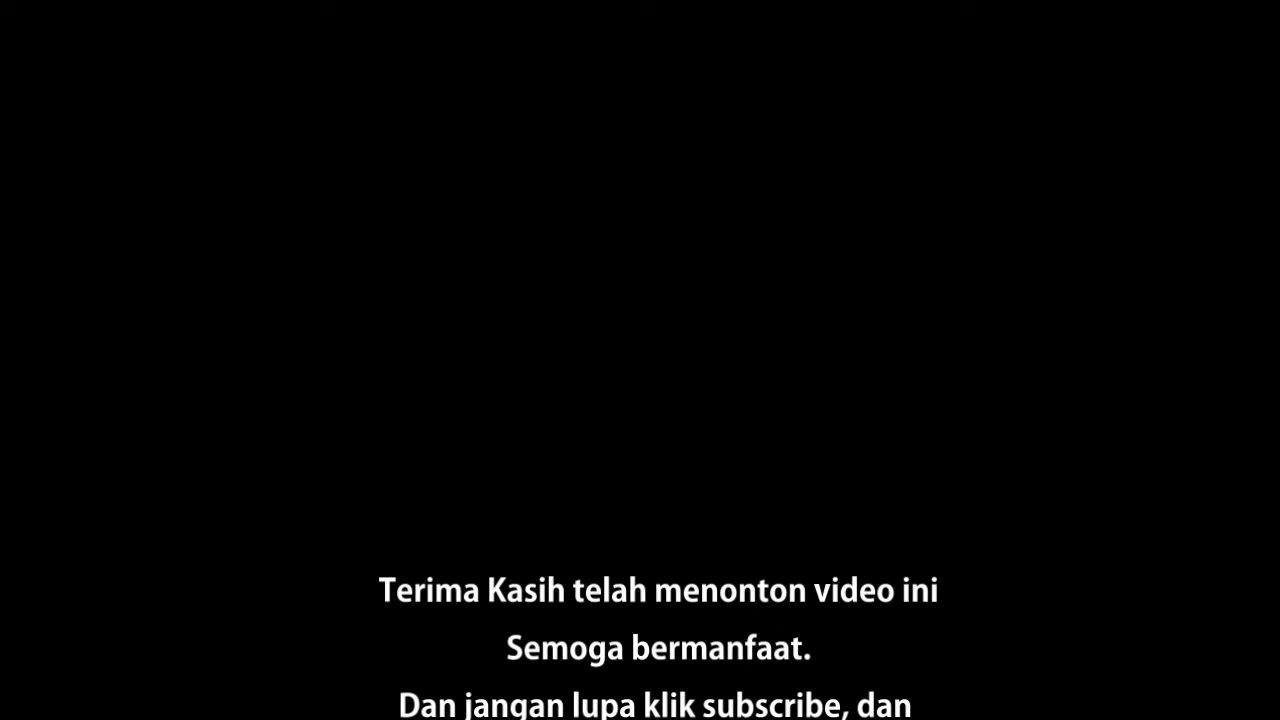 Terima Kasih telah menonton video ini
Semoga bermanfaat.
Dan jangan lupa klik subscribe, dan